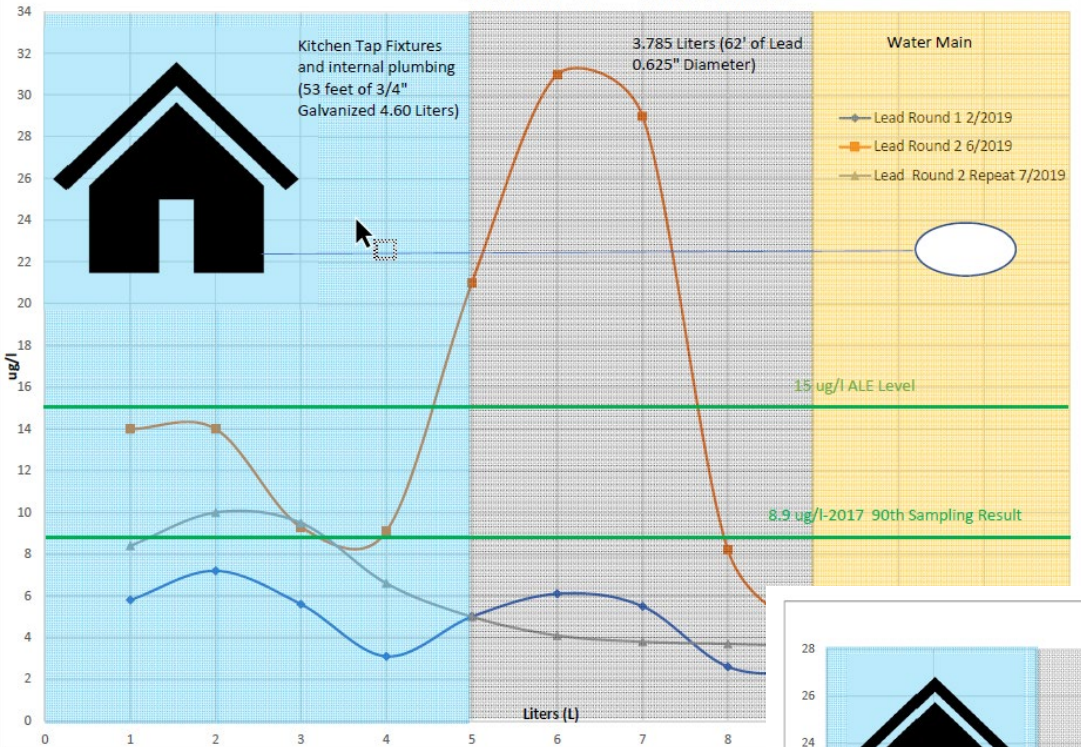 ug/l
34
32
30
28
26
24
22
20
18
16
14
12
10
8
6
4
2
0
ug/l
Kitchen Tap Fixtures
and internal plumbing
(53 feet of 3/4"
Galvanized 4.60 Liters)
3.785 Liters (62' of Lead
0.625" Diameter)
Water Main
Lead Round 1 2/2019
Lead Round 2 6/2019
Lead Round 2 Repeat 7/2019
15 ug/l ALE Level
8.9 ug/l-2017 90th Sampling Result
Liters (L)
0 1 2 3 4 5 6 7 8
28
26
24